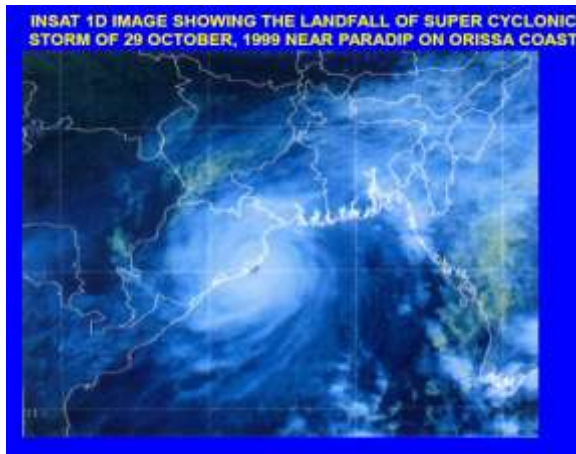 INSAT 1D IMAGE SHOWING THE LANDFALL OF SUPER CYCLONIC
STORM OF 29 OCTOBER, 1999 NEAR PARADIP ON ORISSA COAST